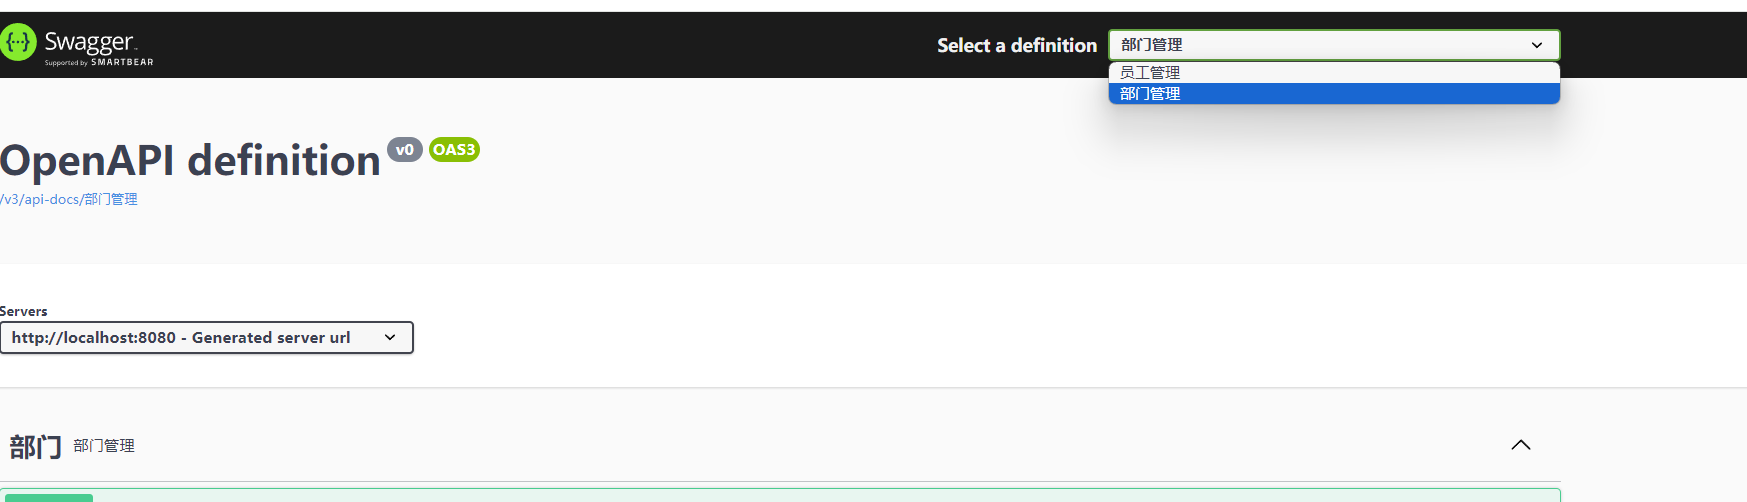 {···} Swagger
Supported by SMARTBEAR
Select a definition 部门管理
员工管理
部门管理
OpenAPI definition v0 OAS3
/v3/api-docs/部门管理
Servers
http://localhost:8080 - Generated server url
部门 部门管理